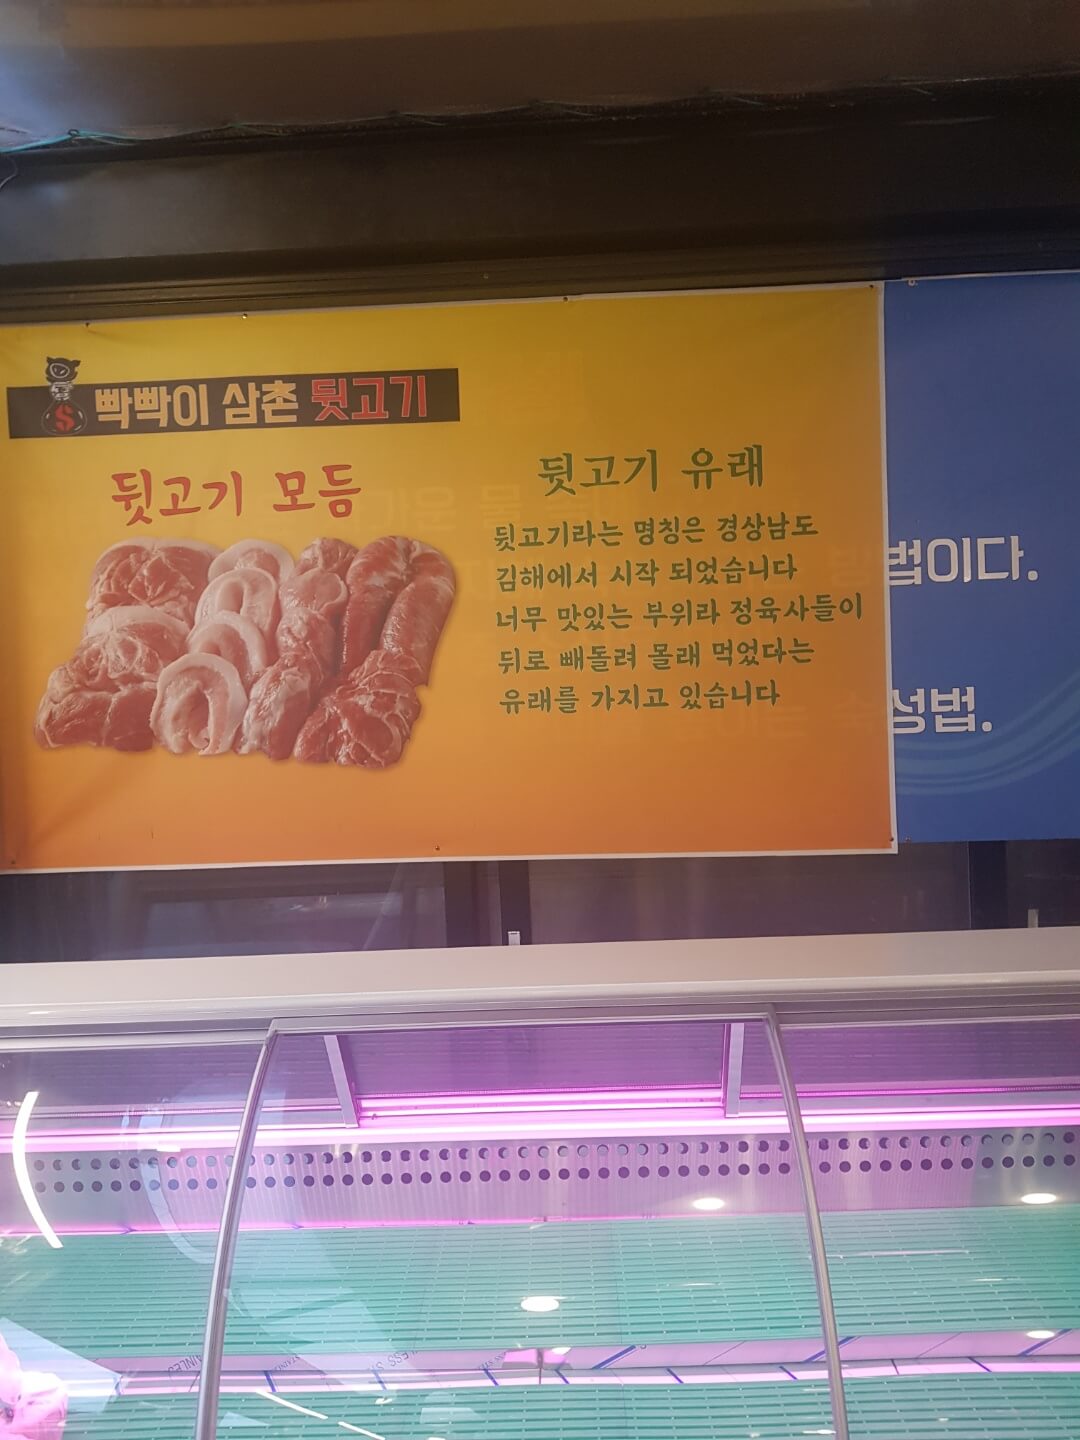 빡빡이 삼촌 뒷고기
뒷고기 모듬
뒷고기 유래
뒷고기라는 명칭은 경상남도
김해에서 시작 되었습니다
너무 맛있는 부위라 정육사들이
뒤로 빼돌려 몰래 먹었다는
유래를 가지고 있습니다
법이다.
성법.